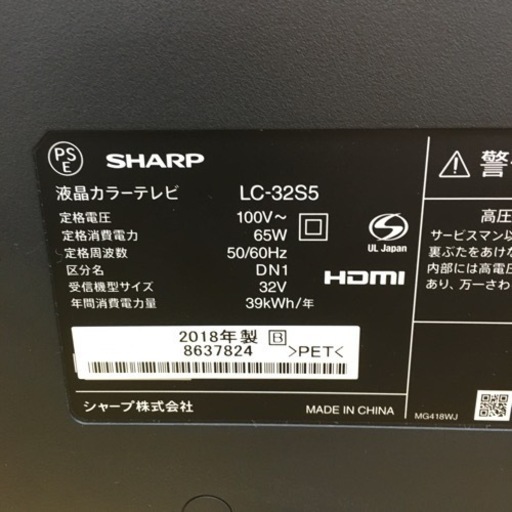 PS
E
SHARP
液晶カラーテレビ LC-32S5
定格電圧 100V～
定格消費電力 65W
定格周波数 50/60Hz
区分名 DN1
受信機型サイズ 32V
年間消費電力量 39kWh/年
UL Japan
HDMI
2018年製 B
8637824 >PET<
シャープ株式会社
MADE IN CHINA
警
高圧
サービスマン以
裏ぶたをあけな
内部には高電圧
あり、万一さわ
MG418WJ